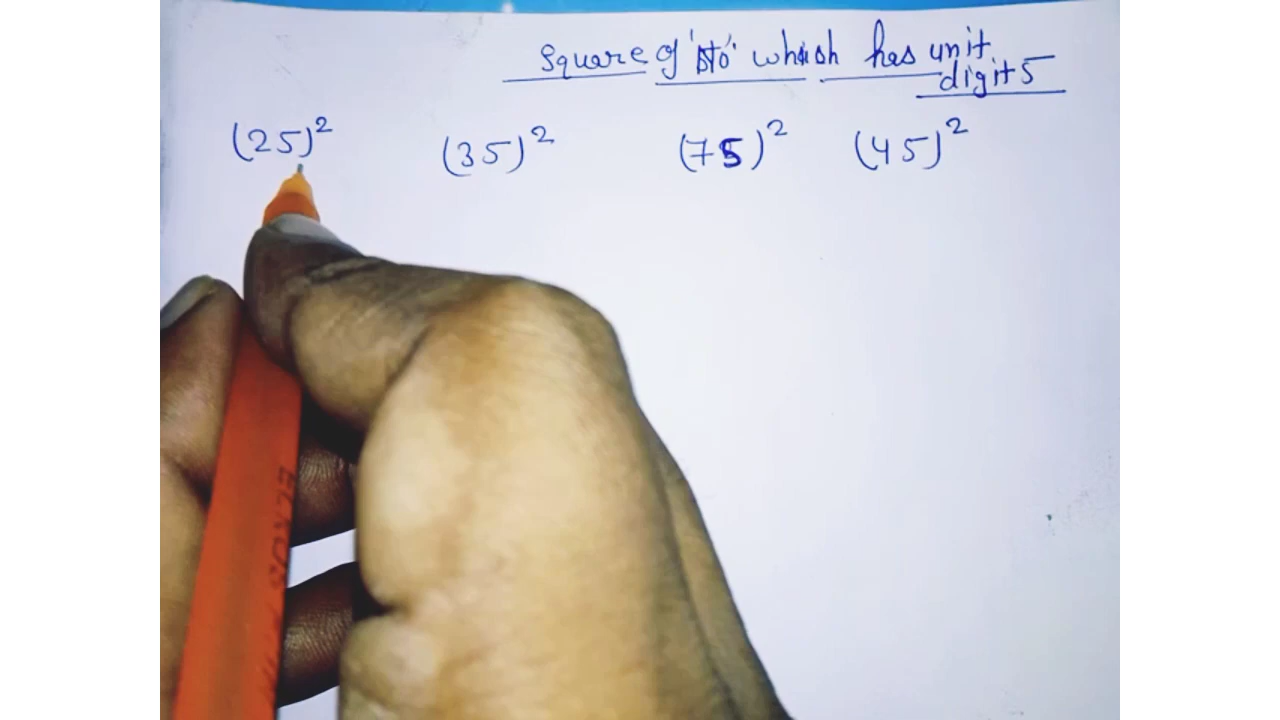 Square of 'No' which has unit
digit 5
(25)² (35)² (75)² (45)²